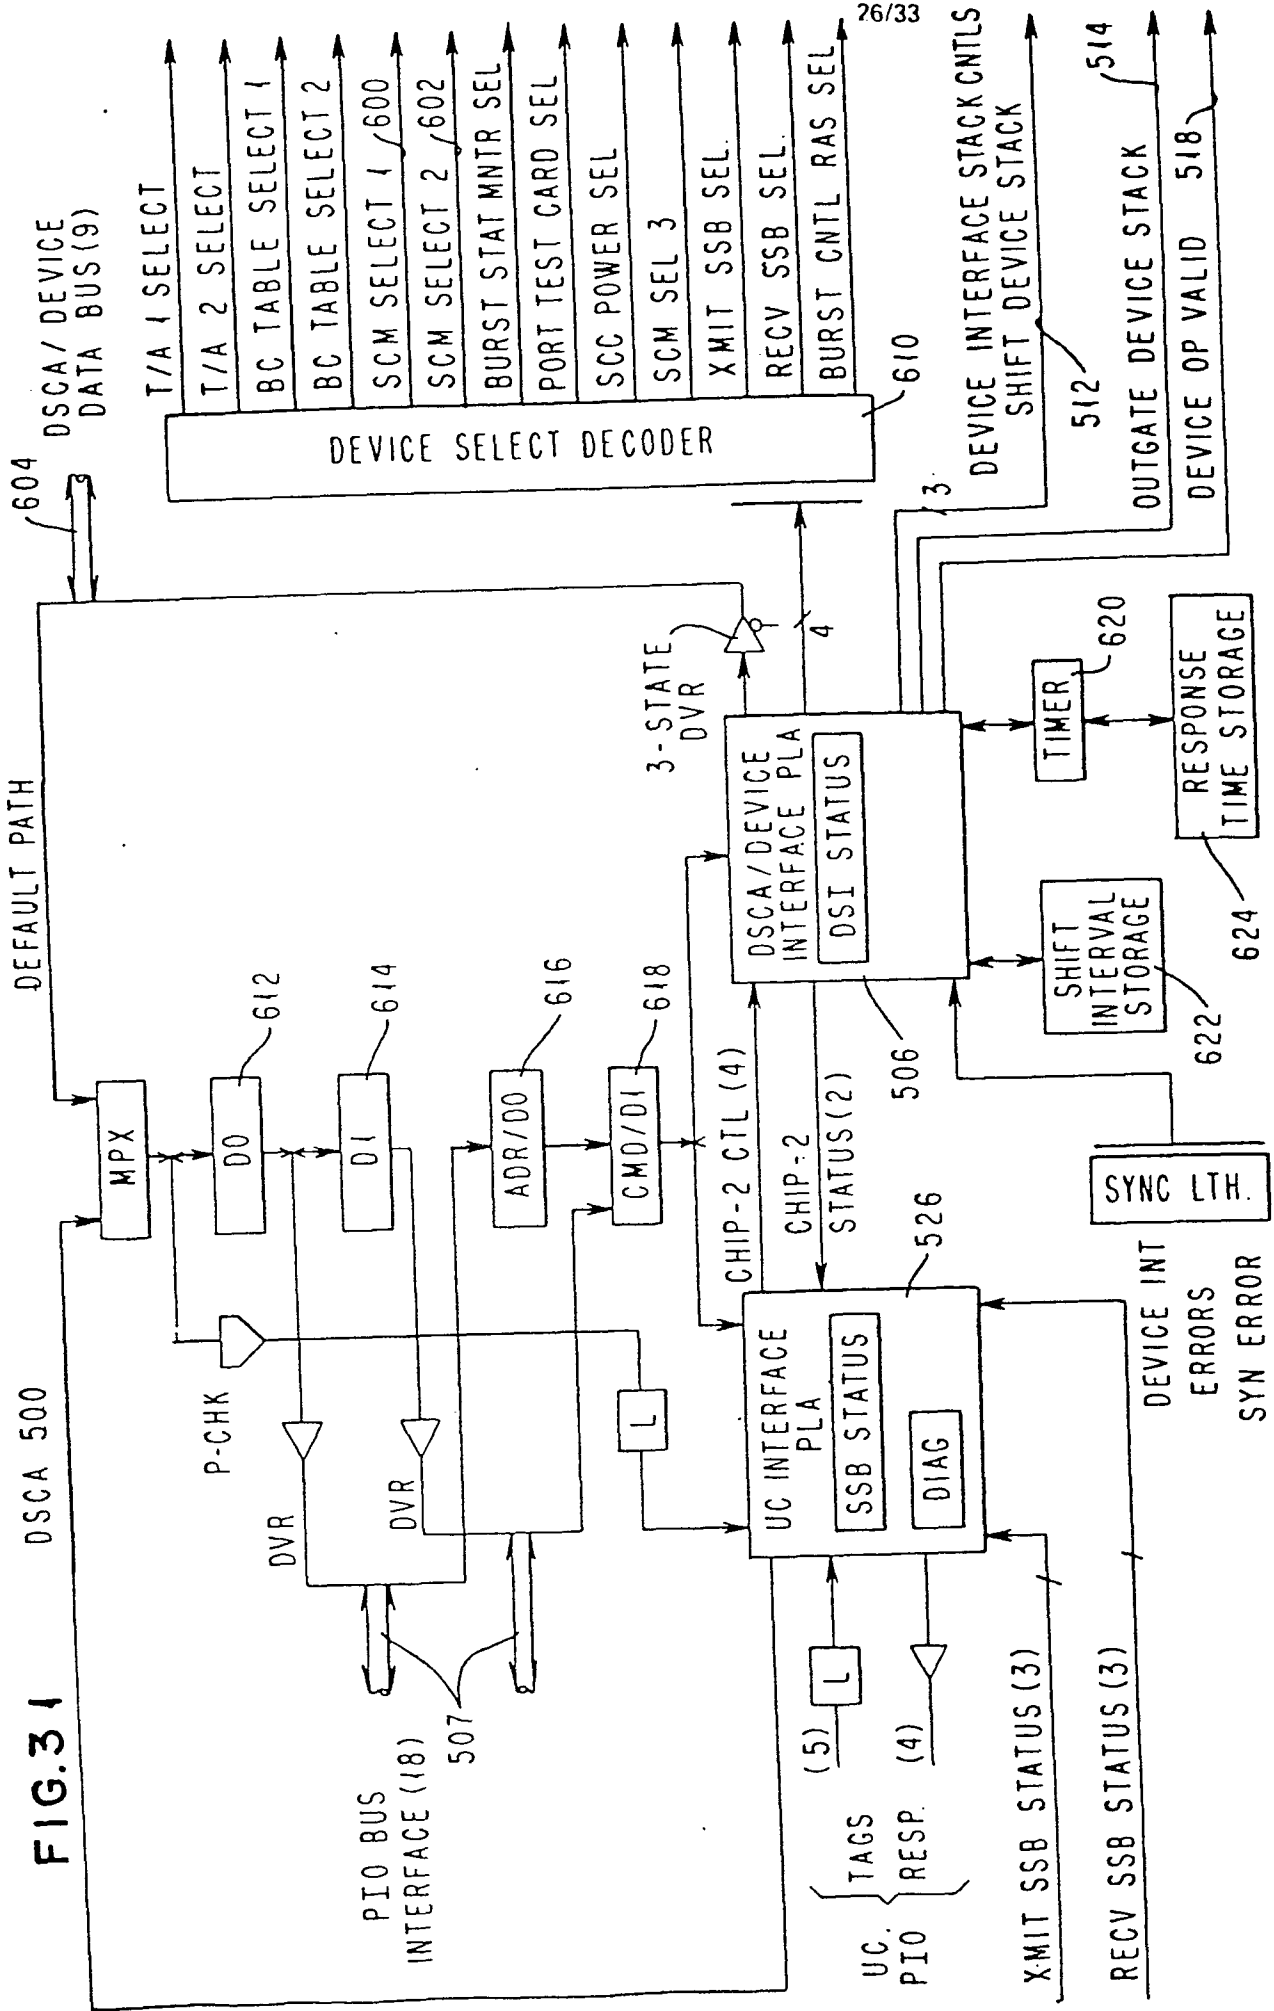 26/33
FIG.31
DSCA 500
DEFAULT PATH
604
DSCA/DEVICE
DATA BUS(9)
T/A 1 SELECT
T/A 2 SELECT
BC TABLE SELECT 1
BC TABLE SELECT 2
SCM SELECT 1
600
SCM SELECT 2
602
BURST STAT MNTR SEL
PORT TEST CARD SEL
SCC POWER SEL
SCM SEL 3
XMIT SSB SEL.
RECV SSB SEL.
BURST CNTL RAS SEL
DEVICE SELECT DECODER
610
MPX
P-CHK
DO
612
DI
614
ADR/DO
616
CMD/DI
618
DVR
DVR
PIO BUS
INTERFACE (18)
507
L
3-STATE
DVR
4
3
DEVICE INTERFACE STACK CNTLS
SHIFT DEVICE STACK
512
OUTGATE DEVICE STACK
514
DEVICE OP VALID
518
UC INTERFACE
PLA
SSB STATUS
DIAG
526
CHIP-2 CTL (4)
CHIP-2
STATUS(2)
DSCA/DEVICE
INTERFACE PLA
DSI STATUS
506
TIMER
620
RESPONSE
TIME STORAGE
624
SHIFT
INTERVAL
STORAGE
622
SYNC LTH.
DEVICE INT
ERRORS
SYN ERROR
UC.
PIO
TAGS
(5)
L
RESP.
(4)
XMIT SSB STATUS(3)
RECV SSB STATUS(3)